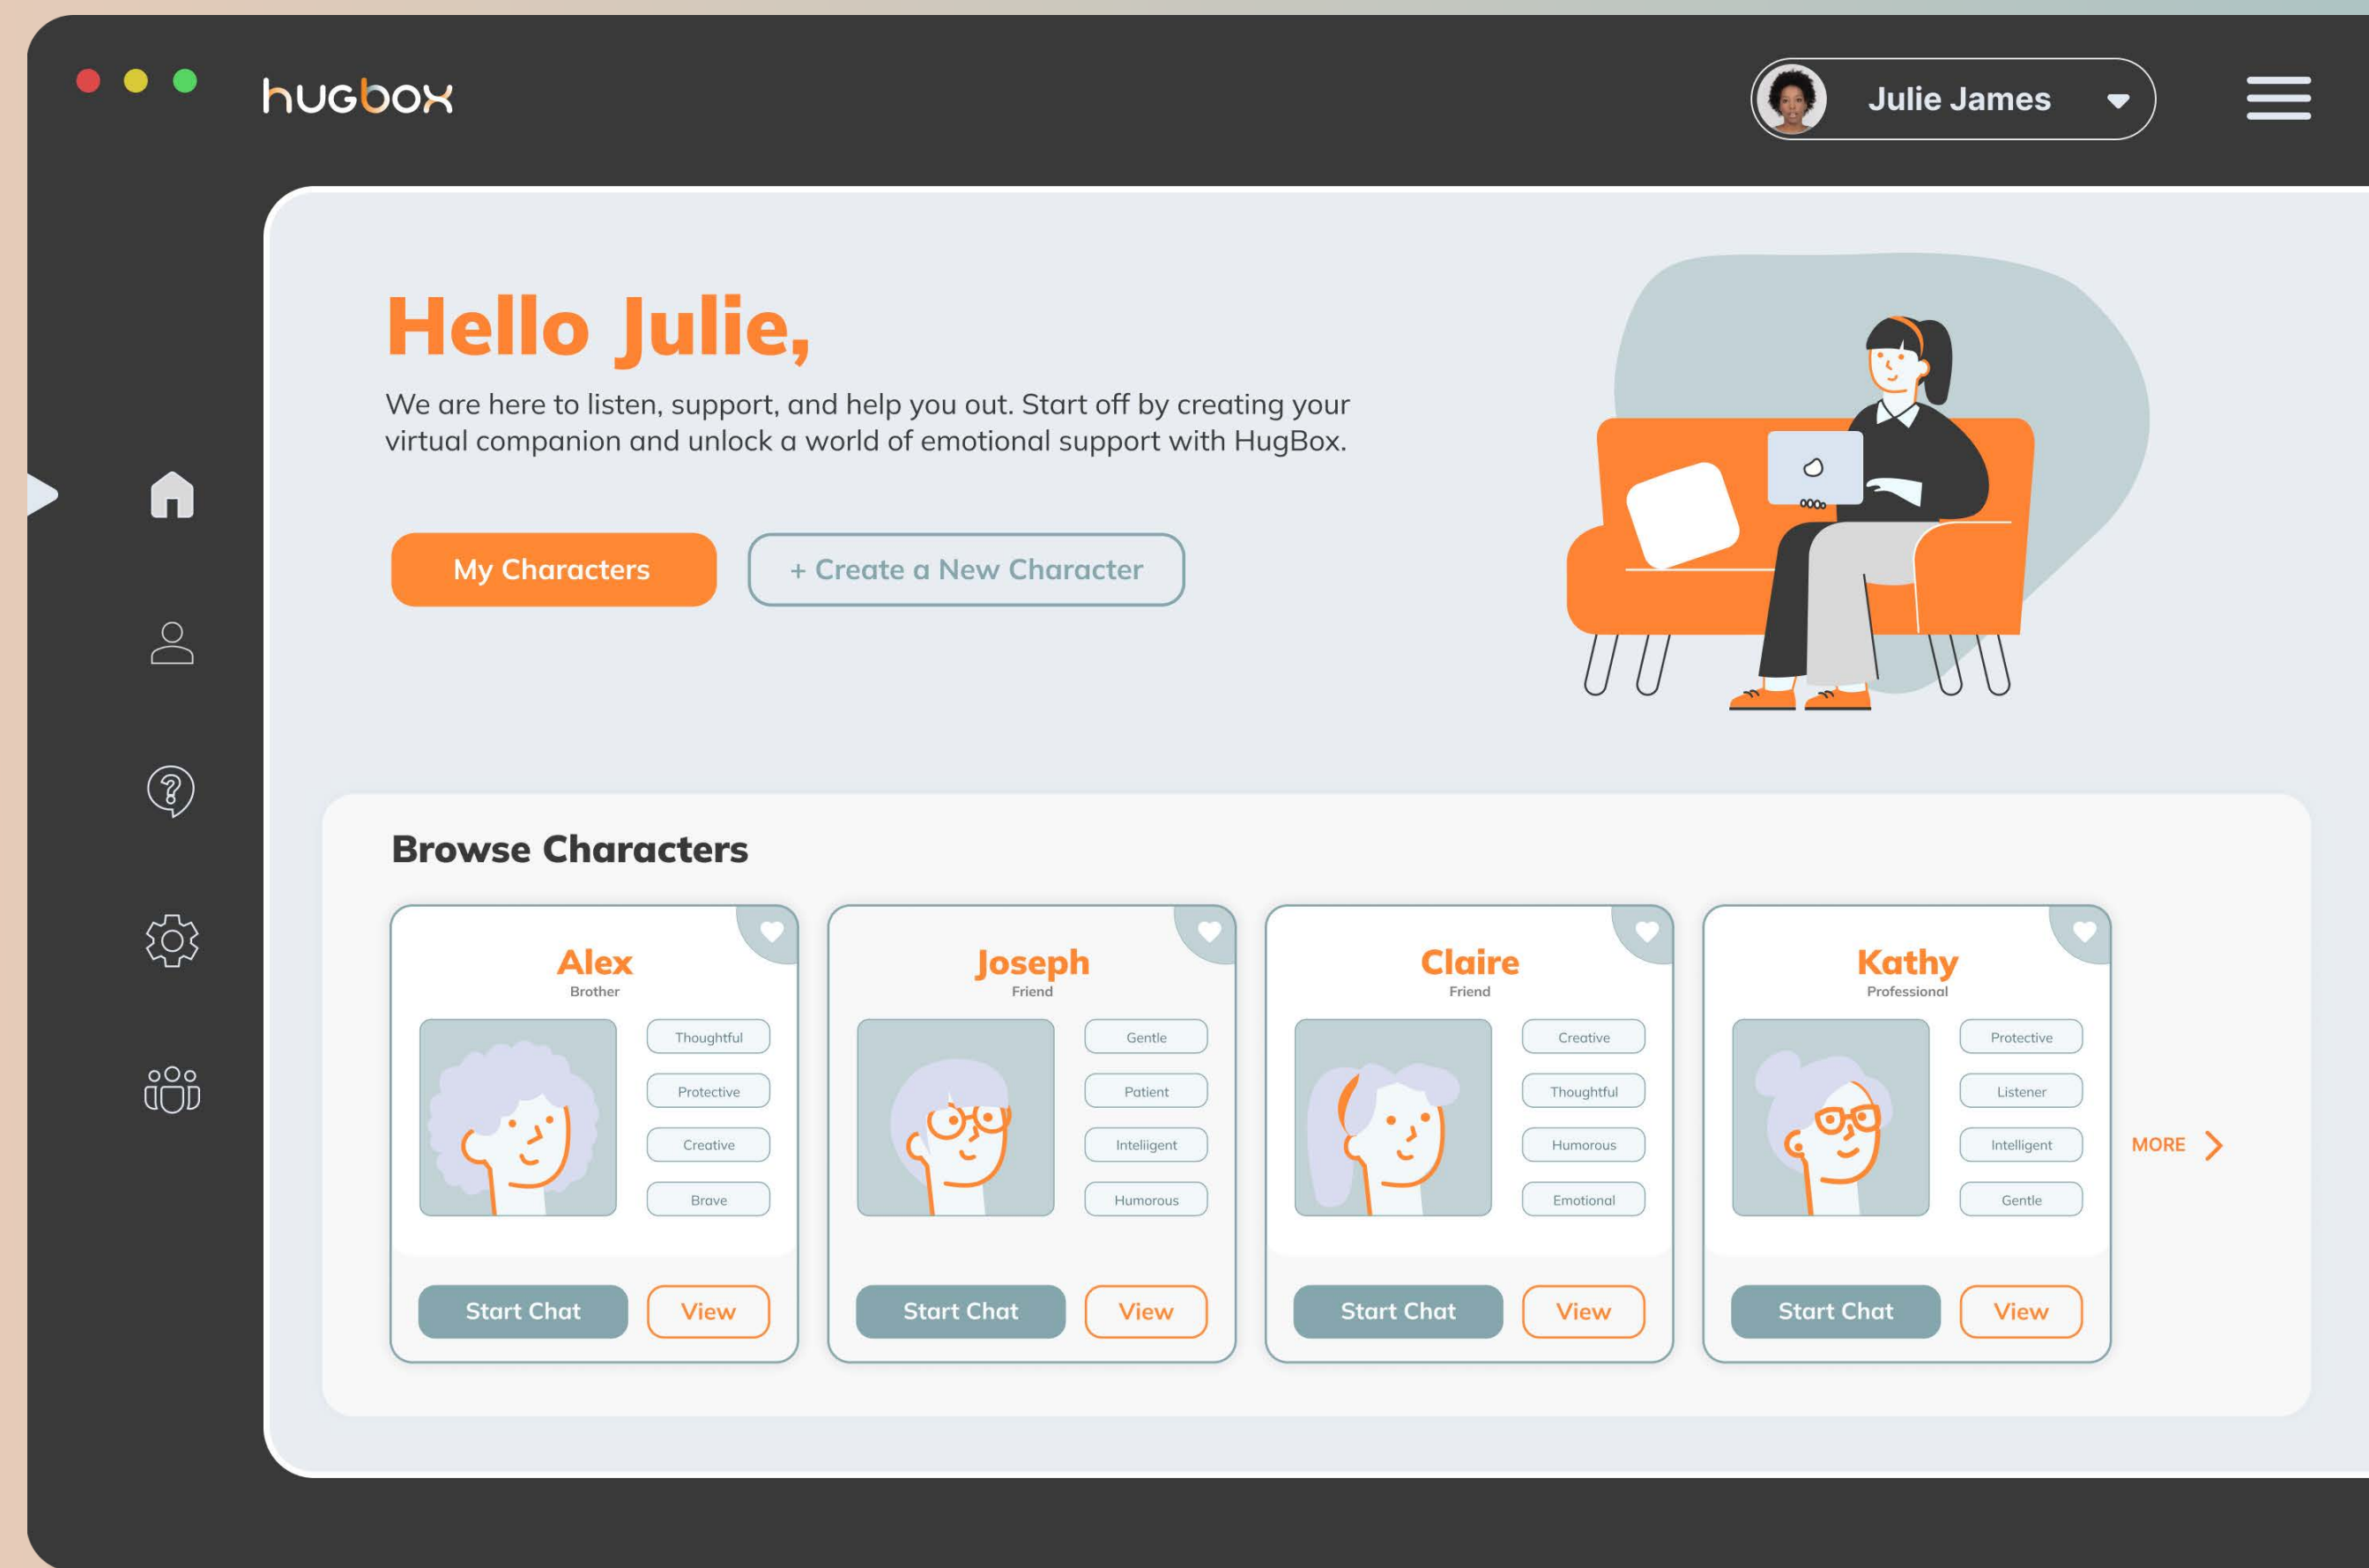 hugbox
Julie James
Hello Julie,
We are here to listen, support, and help you out. Start off by creating your
virtual companion and unlock a world of emotional support with HugBox.
My Characters
+ Create a New Character
Browse Characters
Alex
Brother
Thoughtful
Protective
Creative
Brave
Start Chat
View
Joseph
Friend
Gentle
Patient
Inteliigent
Humorous
Start Chat
View
Claire
Friend
Creative
Thoughtful
Humorous
Emotional
Start Chat
View
Kathy
Professional
Protective
Listener
Intelligent
Gentle
Start Chat
View
MORE